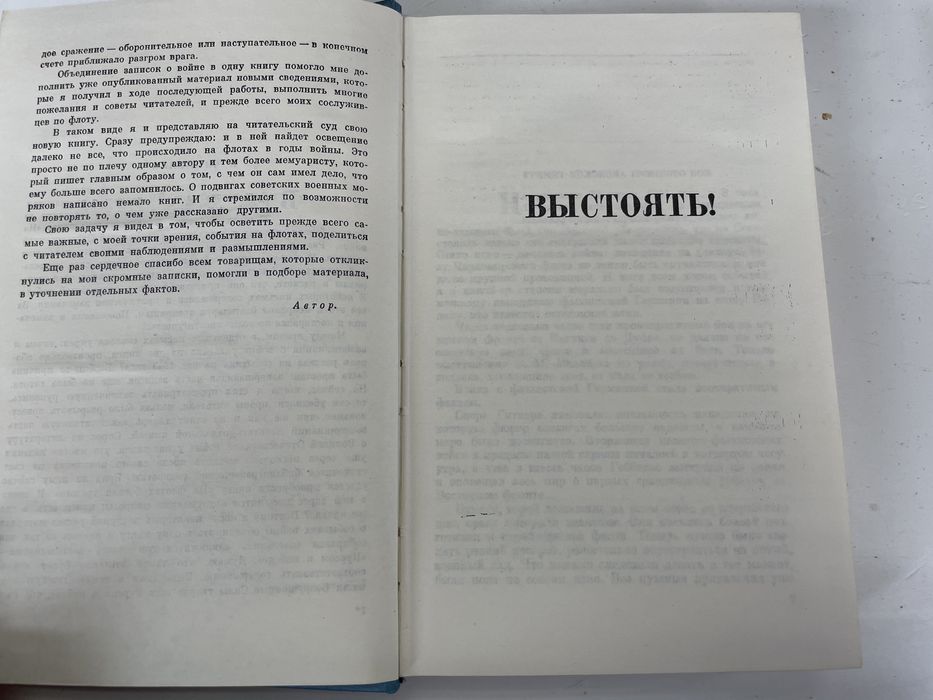 дое сражение — оборонительное или наступательное — в конечном
счете приближало разгром врага.
Объединение записок о войне в одну книгу помогло мне до-
полнить уже опубликованный материал новыми сведениями, кото-
рые я получил в ходе последующей работы, выполнить многие
пожелания и советы читателей, и прежде всего моих сослужив-
цев по флоту.
В таком виде я и представляю на читательский суд свою
новую книгу. Сразу предупреждаю: и в ней найдет освещение
далеко не все, что происходило на флотах в годы войны. Это
просто не по плечу одному автору и тем более мемуаристу, кото-
рый пишет главным образом о том, с чем он сам имел дело, что
ему больше всего запомнилось. О подвигах советских военных мо-
ряков написано немало книг. И я стремился по возможности
не повторять то, о чем уже рассказано другими.
Свою задачу я видел в том, чтобы осветить прежде всего са-
мые важные, с моей точки зрения, события на флотах, поделиться
с читателем своими наблюдениями и размышлениями.
Еще раз сердечное спасибо всем товарищам, которые отклик-
нулись на мои скромные записки, помогли в подборе материала,
в уточнении отдельных фактов.
Автор.
ВЫСТОЯТЬ!